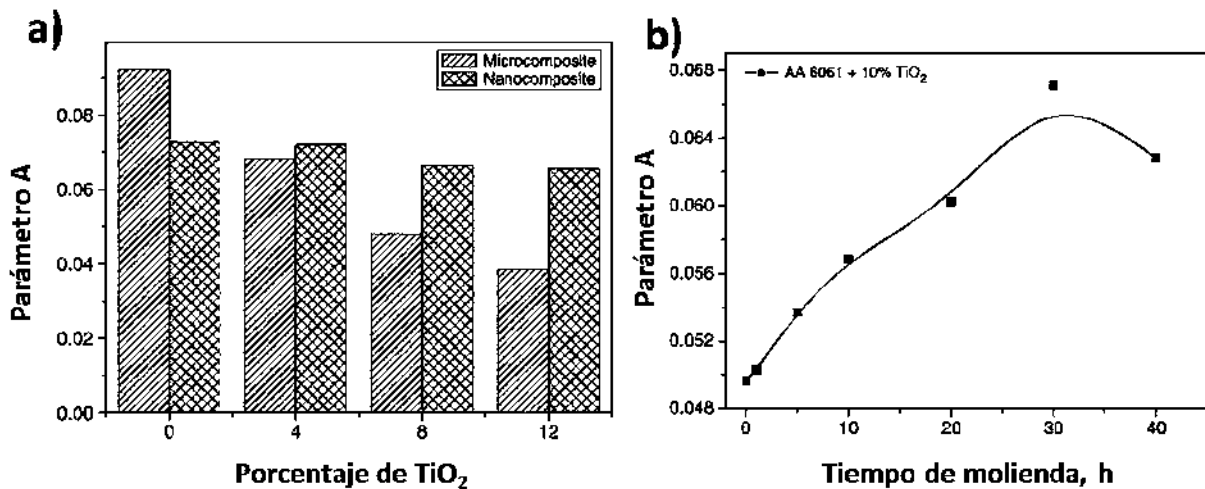 a)
Microcomposite
Nanocomposite
Parámetro A
0.08
0.06
0.04
0.02
0.00
0 4 8 12
Porcentaje de TiO₂
b)
AA 6061 + 10% TiO₂
Parámetro A
0.068
0.064
0.060
0.056
0.052
0.048
0 10 20 30 40
Tiempo de molienda, h